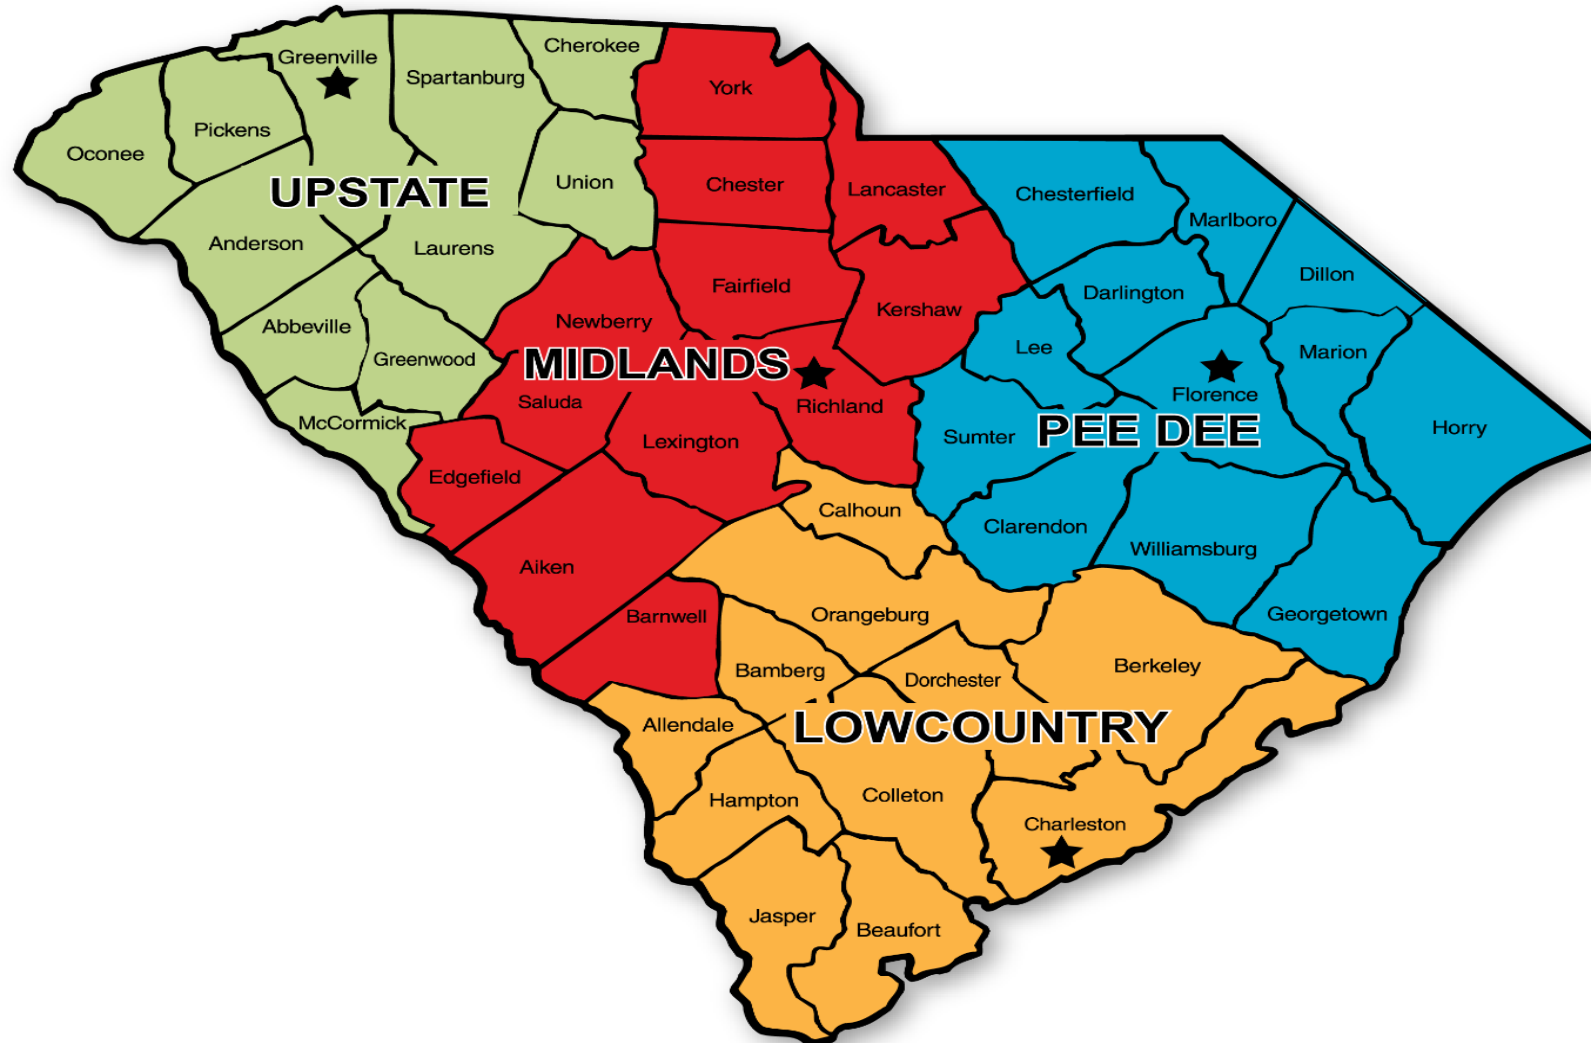 Cherokee
Greenville
Spartanburg
York
Pickens
Oconee
Union
Chester
Lancaster
UPSTATE
Chesterfield
Marlboro
Anderson
Laurens
Dillon
Fairfield
Darlington
Kershaw
Newberry
Abbeville
Lee
Marion
Greenwood
MIDLANDS
Florence
Saluda
Richland
McCormick
Lexington
Sumter
PEE DEE
Horry
Edgefield
Calhoun
Clarendon
Williamsburg
Aiken
Barnwell
Orangeburg
Georgetown
Bamberg
Dorchester
Berkeley
Allendale
LOWCOUNTRY
Hampton
Colleton
Charleston
Jasper
Beaufort